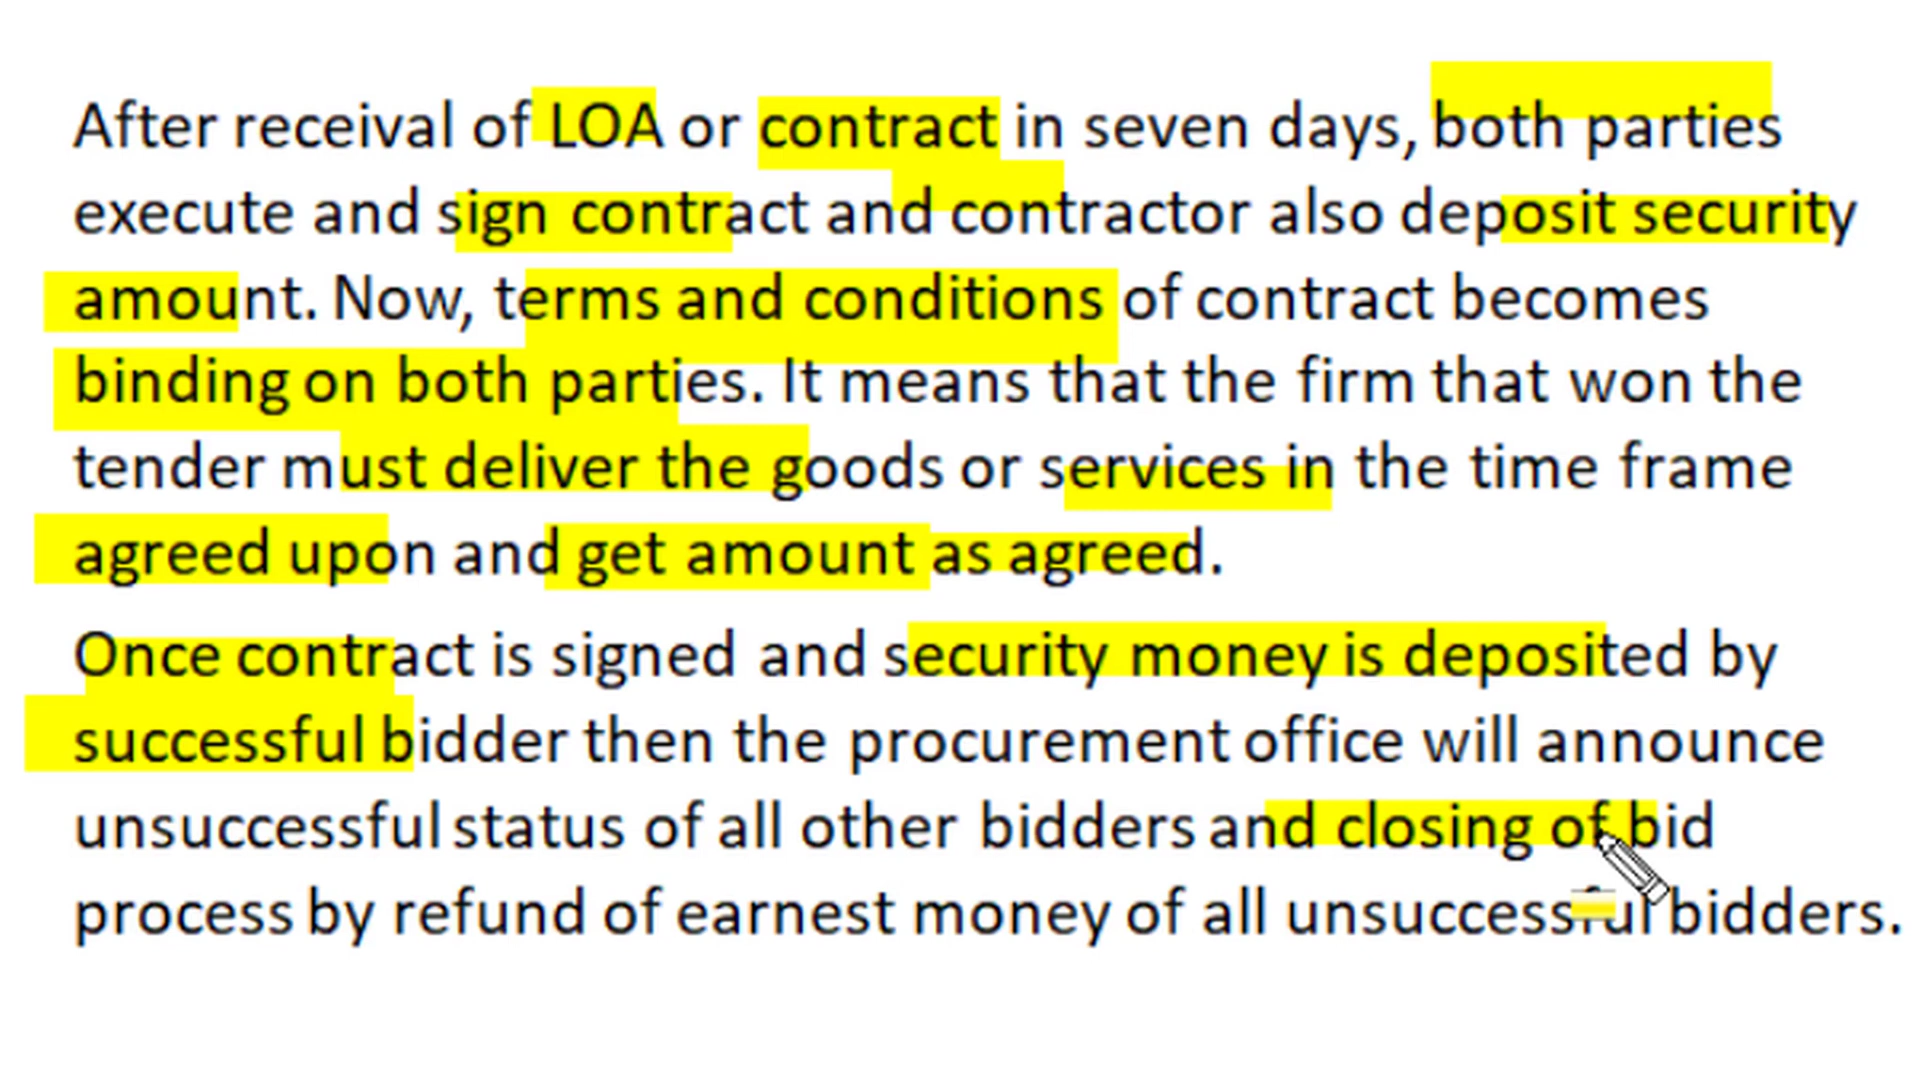 After receival of LOA or contract in seven days, both parties
execute and sign contract and contractor also deposit security
amount. Now, terms and conditions of contract becomes
binding on both parties. It means that the firm that won the
tender must deliver the goods or services in the time frame
agreed upon and get amount as agreed.
Once contract is signed and security money is deposited by
successful bidder then the procurement office will announce
unsuccessful status of all other bidders and closing of bid
process by refund of earnest money of all unsuccessful bidders.